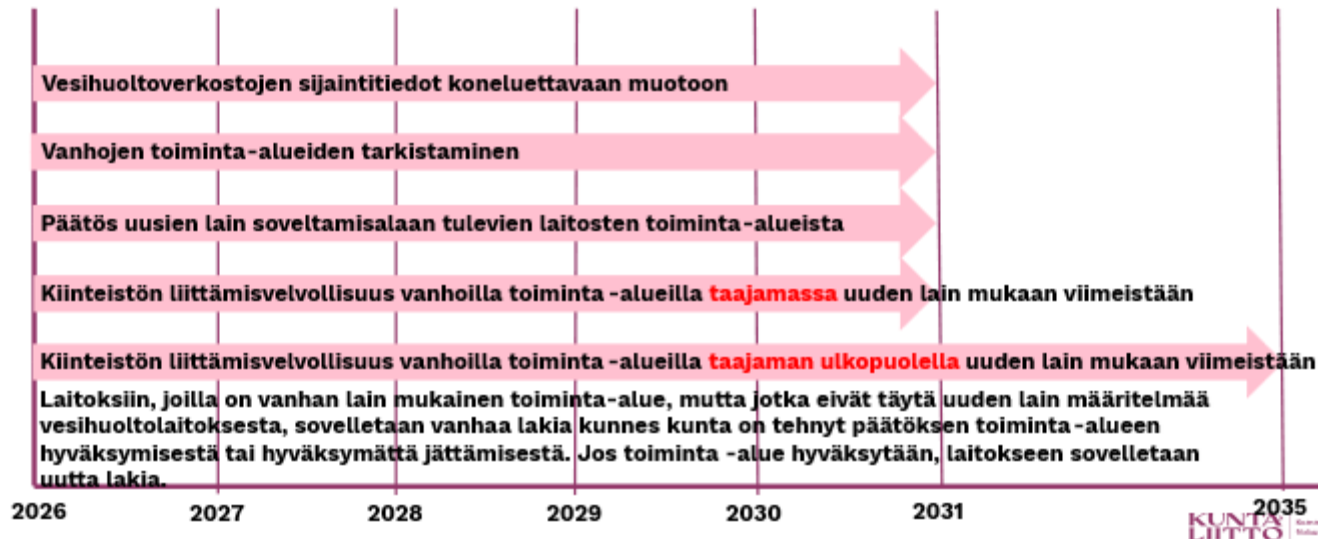 Vesihuoltoverkostojen sijaintitiedot koneluettavaan muotoon
Vanhojen toiminta-alueiden tarkistaminen
Päätös uusien lain soveltamisalaan tulevien laitosten toiminta-alueista
Kiinteistön liittämisvelvollisuus vanhoilla toiminta-alueilla taajamassa uuden lain mukaan viimeistään
Kiinteistön liittämisvelvollisuus vanhoilla toiminta-alueilla taajaman ulkopuolella uuden lain mukaan viimeistään
Laitoksiin, joilla on vanhan lain mukainen toiminta-alue, mutta jotka eivät täytä uuden lain määritelmää
vesihuoltolaitoksesta, sovelletaan vanhaa lakia kunnes kunta on tehnyt päätöksen toiminta-alueen
hyväksymisestä tai hyväksymättä jättämisestä. Jos toiminta -alue hyväksytään, laitokseen sovelletaan
uutta lakia.
2026 2027 2028 2029 2030 2031 2035
KUNTA
LIITTO